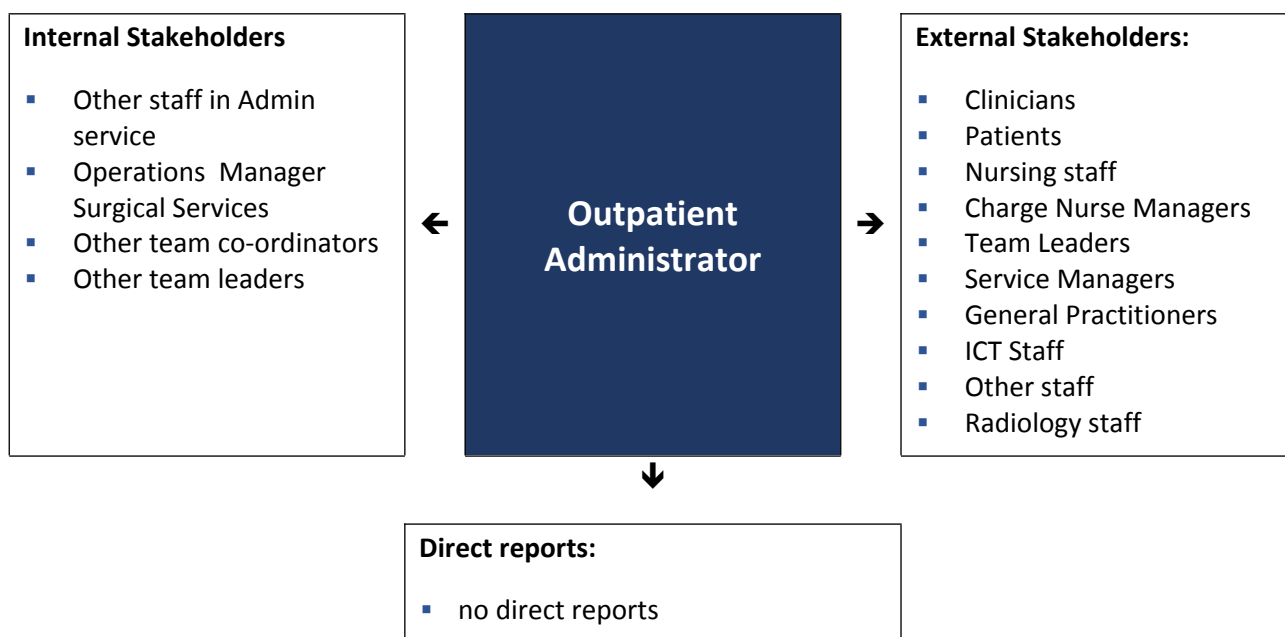 Internal Stakeholders
▪ Other staff in Admin
service
▪ Operations  Manager
Surgical Services
▪ Other team co-ordinators
▪ Other team leaders
Outpatient
Administrator
External Stakeholders:
▪ Clinicians
▪ Patients
▪ Nursing staff
▪ Charge Nurse Managers
▪ Team Leaders
▪ Service Managers
▪ General Practitioners
▪ ICT Staff
▪ Other staff
▪ Radiology staff
Direct reports:
▪ no direct reports